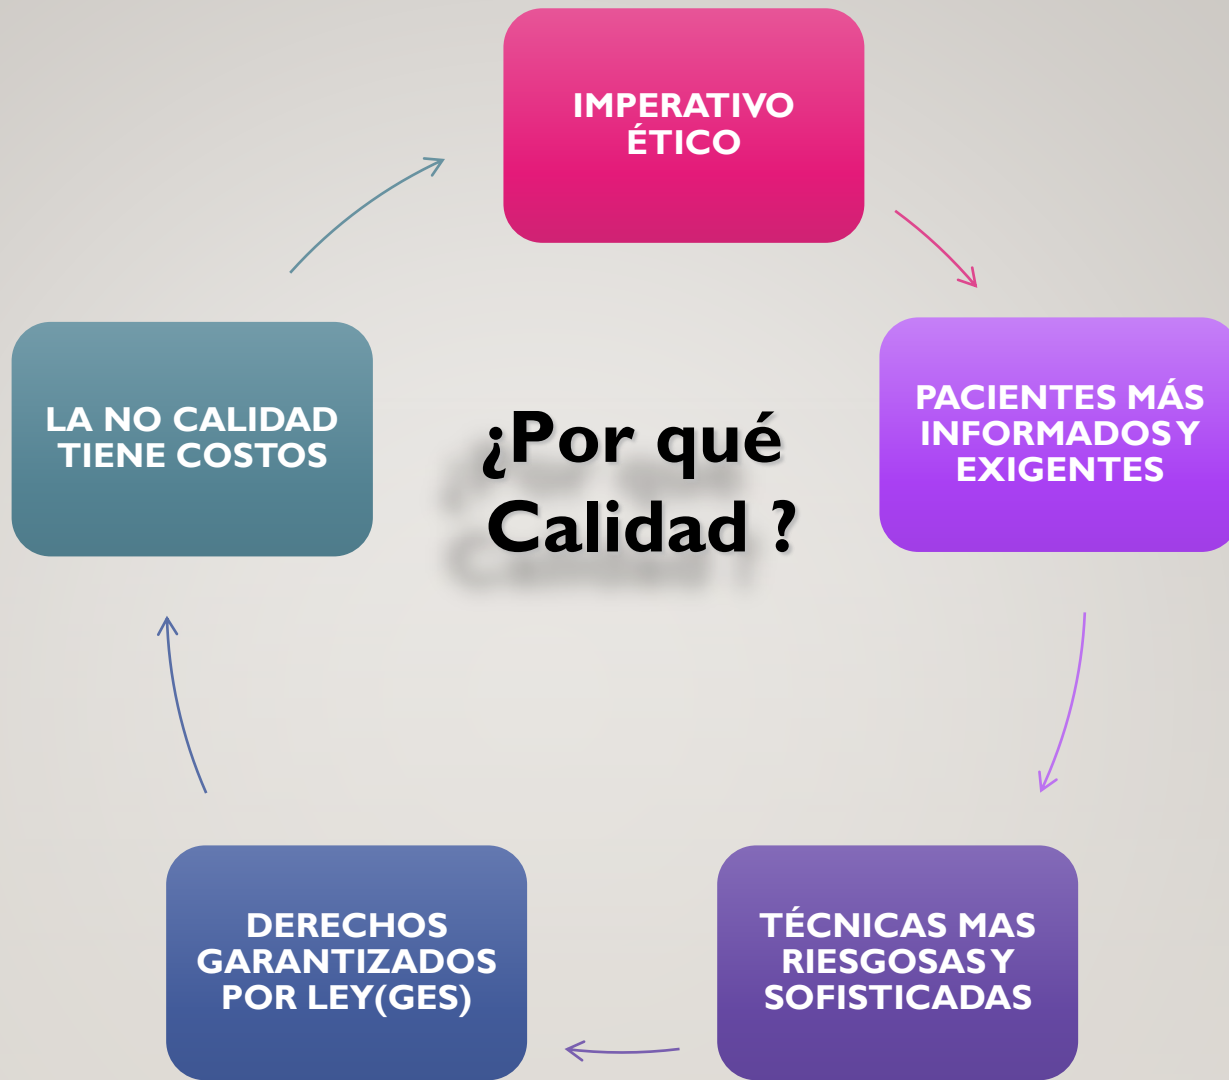 IMPERATIVO
ÉTICO
PACIENTES MÁS
INFORMADOS Y
EXIGENTES
TÉCNICAS MAS
RIESGOSAS Y
SOFISTICADAS
DERECHOS
GARANTIZADOS
POR LEY(GES)
LA NO CALIDAD
TIENE COSTOS
¿Por qué
Calidad ?